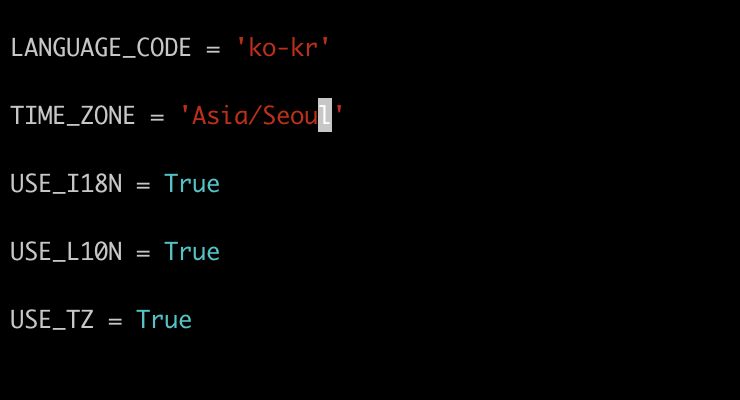 LANGUAGE_CODE = 'ko-kr'
TIME_ZONE = 'Asia/Seoul'
USE_I18N = True
USE_L10N = True
USE_TZ = True